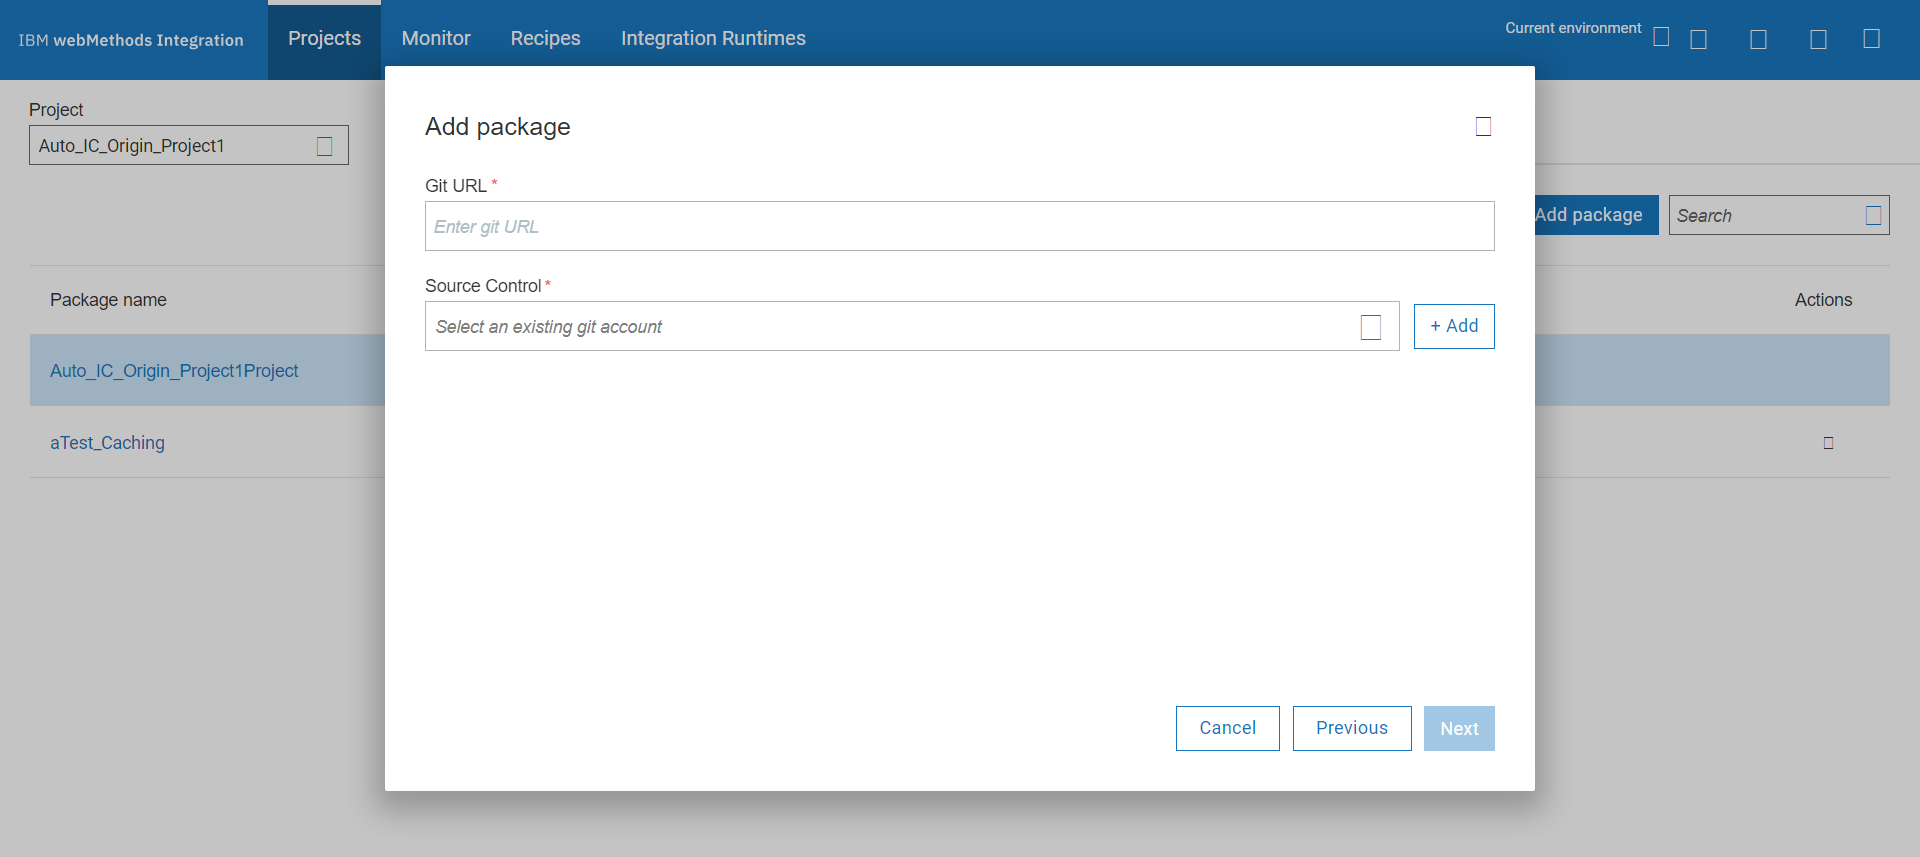 IBM webMethods Integration
Projects
Monitor
Recipes
Integration Runtimes
Current environment
Project
Auto_IC_Origin_Project1
Add package
Search
Package name
Actions
Auto_IC_Origin_Project1Project
aTest_Caching
Add package
Git URL *
Enter git URL
Source Control *
Select an existing git account
+ Add
Cancel
Previous
Next